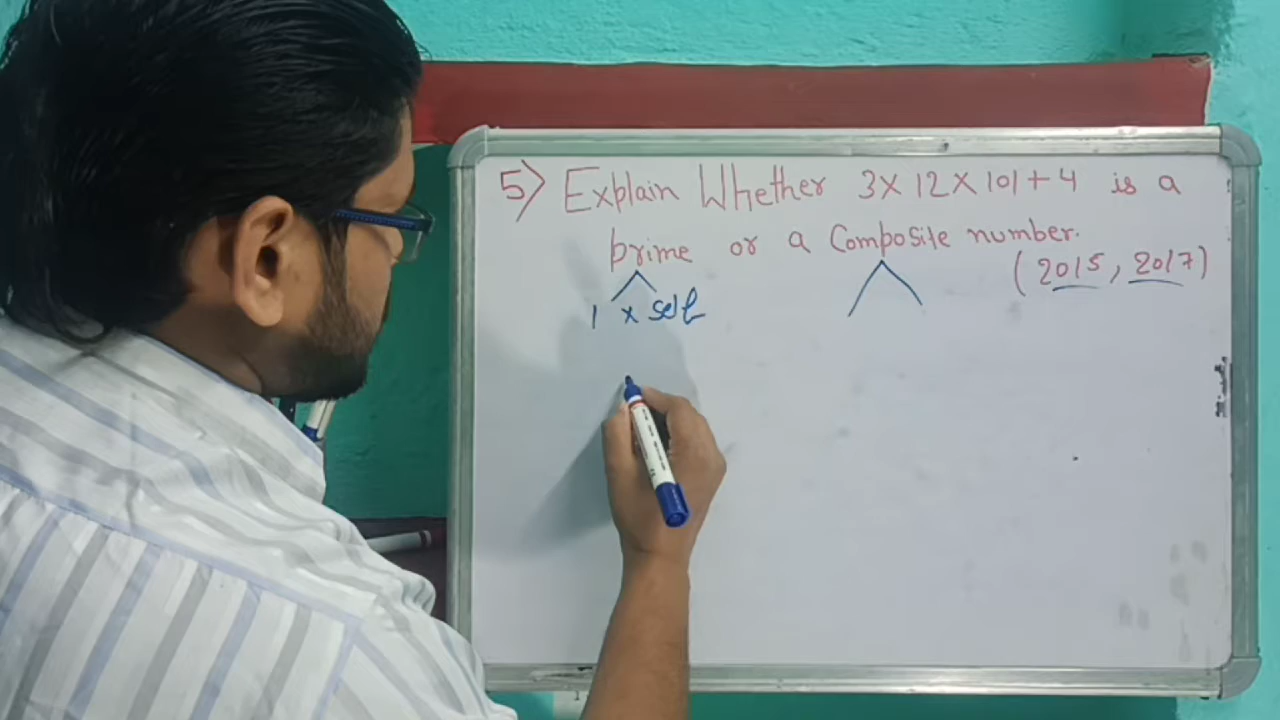 5) Explain Whether 3×12×101+4 is a
prime or a Composite number.
(2015, 2017)
1 × self